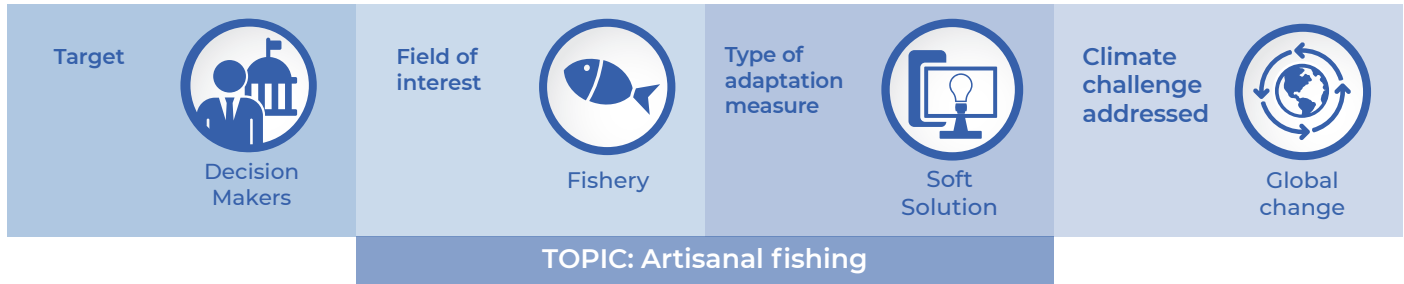 Target
Decision
Makers
Field of
interest
Fishery
Type of
adaptation
measure
Soft
Solution
Climate
challenge
addressed
Global
change
TOPIC: Artisanal fishing